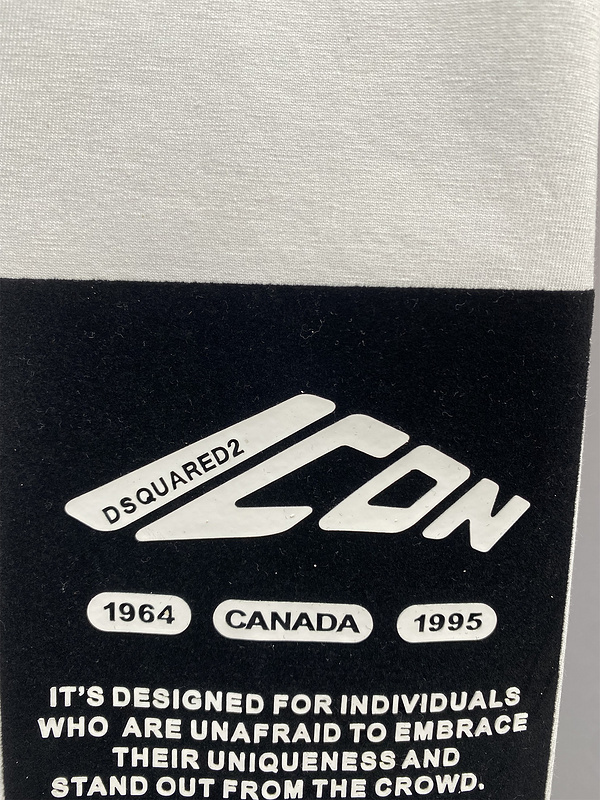 DSQUARED2
ICON
1964 CANADA 1995
IT'S DESIGNED FOR INDIVIDUALS
WHO ARE UNAFRAID TO EMBRACE
THEIR UNIQUENESS AND
STAND OUT FROM THE CROWD.